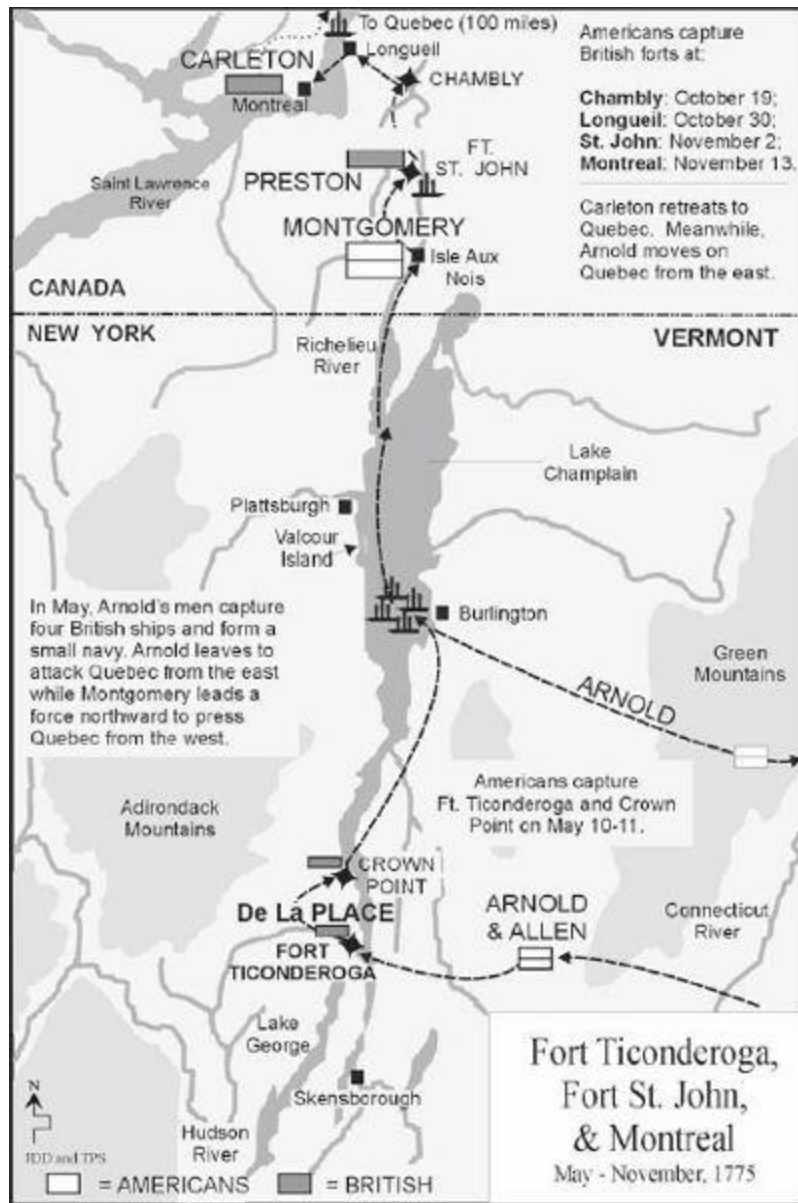 To Quebec (100 miles)
Longueil
CARLETON
CHAMBLY
Montreal
Americans capture
British forts at:
Chambly: October 19;
Longueil: October 30;
St. John: November 2;
Montreal: November 13.
Carleton retreats to
Quebec. Meanwhile,
Arnold moves on
Quebec from the east.
FT.
ST. JOHN
PRESTON
Saint Lawrence
River
MONTGOMERY
Isle Aux
Nois
CANADA
NEW YORK
VERMONT
Richelieu
River
Lake
Champlain
Plattsburgh
Valcour
Island
In May, Arnold's men capture
four British ships and form a
small navy. Arnold leaves to
attack Quebec from the east
while Montgomery leads a
force northward to press
Quebec from the west.
Burlington
Green
Mountains
ARNOLD
Americans capture
Ft. Ticonderoga and Crown
Point on May 10-11.
Adirondack
Mountains
CROWN
POINT
De La PLACE
FORT
TICONDEROGA
ARNOLD
& ALLEN
Connecticut
River
Lake
George
Skensborough
Hudson
River
N
JDD and TPS
= AMERICANS
= BRITISH
Fort Ticonderoga,
Fort St. John,
& Montreal
May - November, 1775